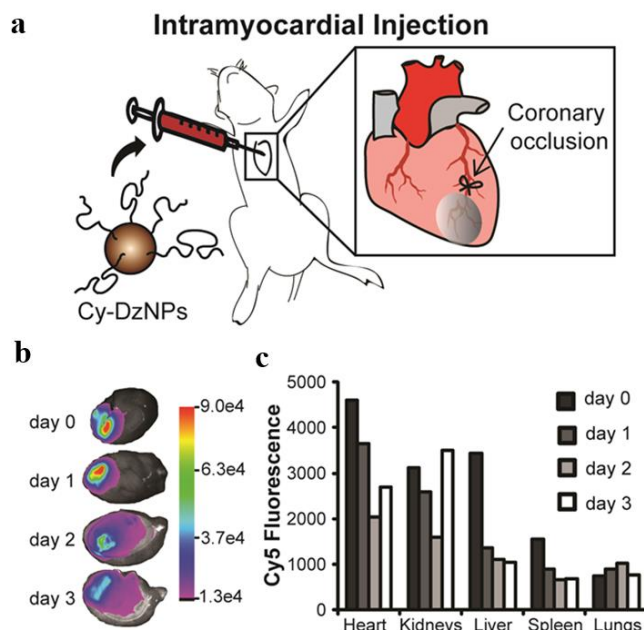 a
Intramyocardial Injection
Coronary
occlusion
Cy-DzNPs
b
day 0
day 1
day 2
day 3
9.0e4
6.3e4
3.7e4
1.3e4
c
Cy5 Fluorescence
5000
4000
3000
2000
1000
0
day 0
day 1
day 2
day 3
Heart Kidneys Liver Spleen Lungs